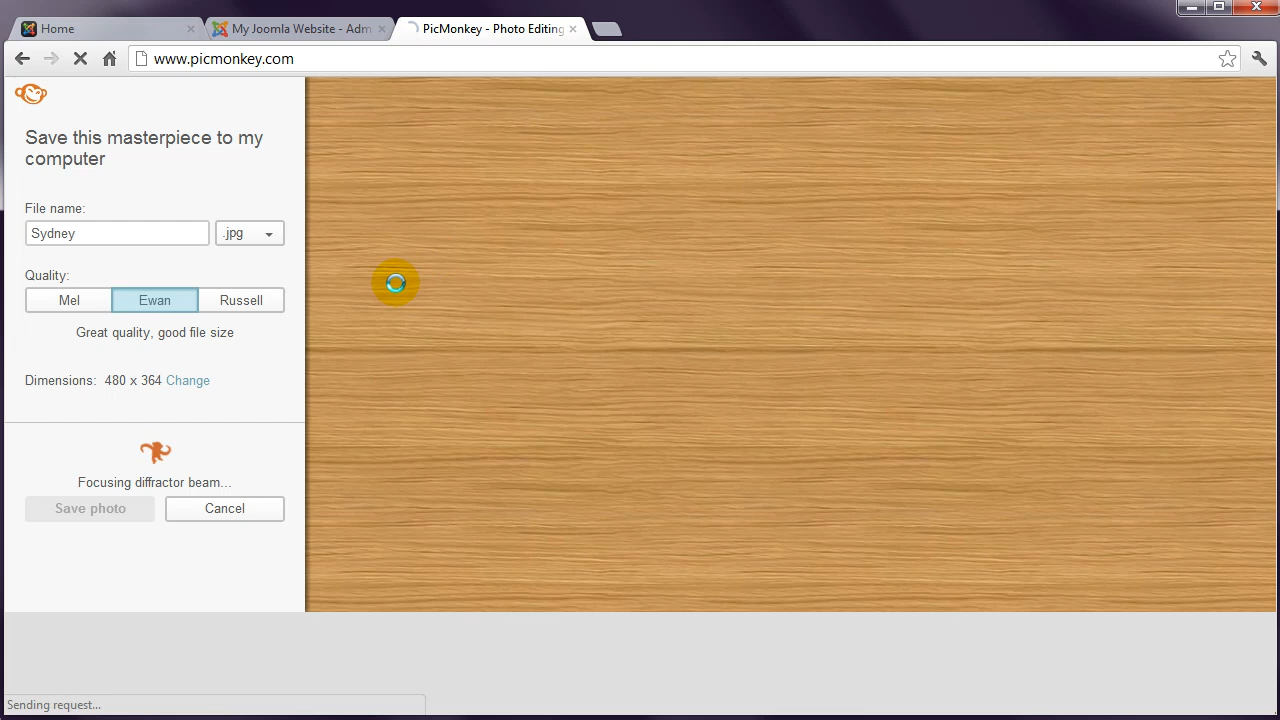 Home
My Joomla Website - Adm
PicMonkey - Photo Editing
www.picmonkey.com
Save this masterpiece to my
computer
File name:
Sydney
.jpg
Quality:
Mel
Ewan
Russell
Great quality, good file size
Dimensions: 480 x 364 Change
Focusing diffractor beam...
Save photo
Cancel
Sending request...